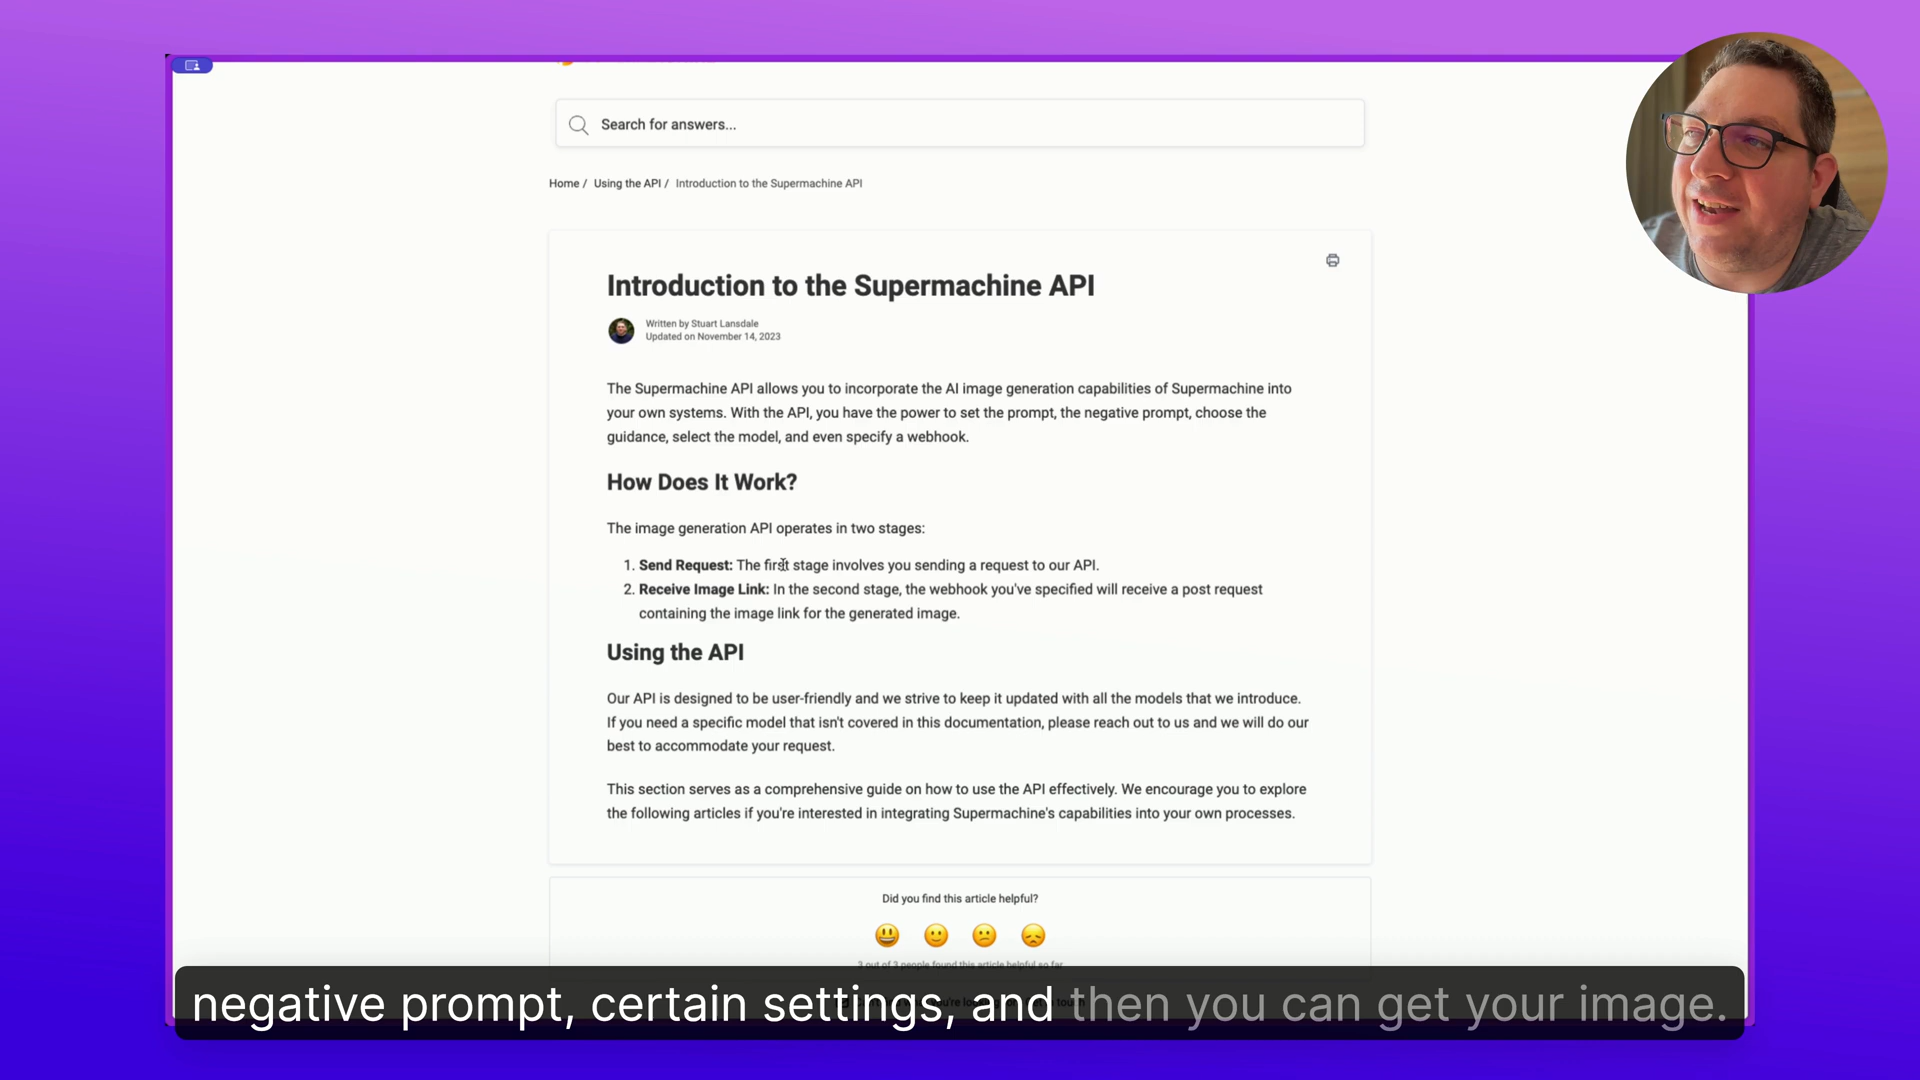 Search for answers...
Home / Using the API / Introduction to the Supermachine API
Introduction to the Supermachine API
Written by Stuart Lansdale
Updated on November 14, 2023
The Supermachine API allows you to incorporate the AI image generation capabilities of Supermachine into
your own systems. With the API, you have the power to set the prompt, the negative prompt, choose the
guidance, select the model, and even specify a webhook.
How Does It Work?
The image generation API operates in two stages:
1. Send Request: The first stage involves you sending a request to our API.
2. Receive Image Link: In the second stage, the webhook you've specified will receive a post request
containing the image link for the generated image.
Using the API
Our API is designed to be user-friendly and we strive to keep it updated with all the models that we introduce.
If you need a specific model that isn't covered in this documentation, please reach out to us and we will do our
best to accommodate your request.
This section serves as a comprehensive guide on how to use the API effectively. We encourage you to explore
the following articles if you're interested in integrating Supermachine's capabilities into your own processes.
Did you find this article helpful?
3 out of 3 people found this article helpful so far
negative prompt, certain settings, and then you can get your image.